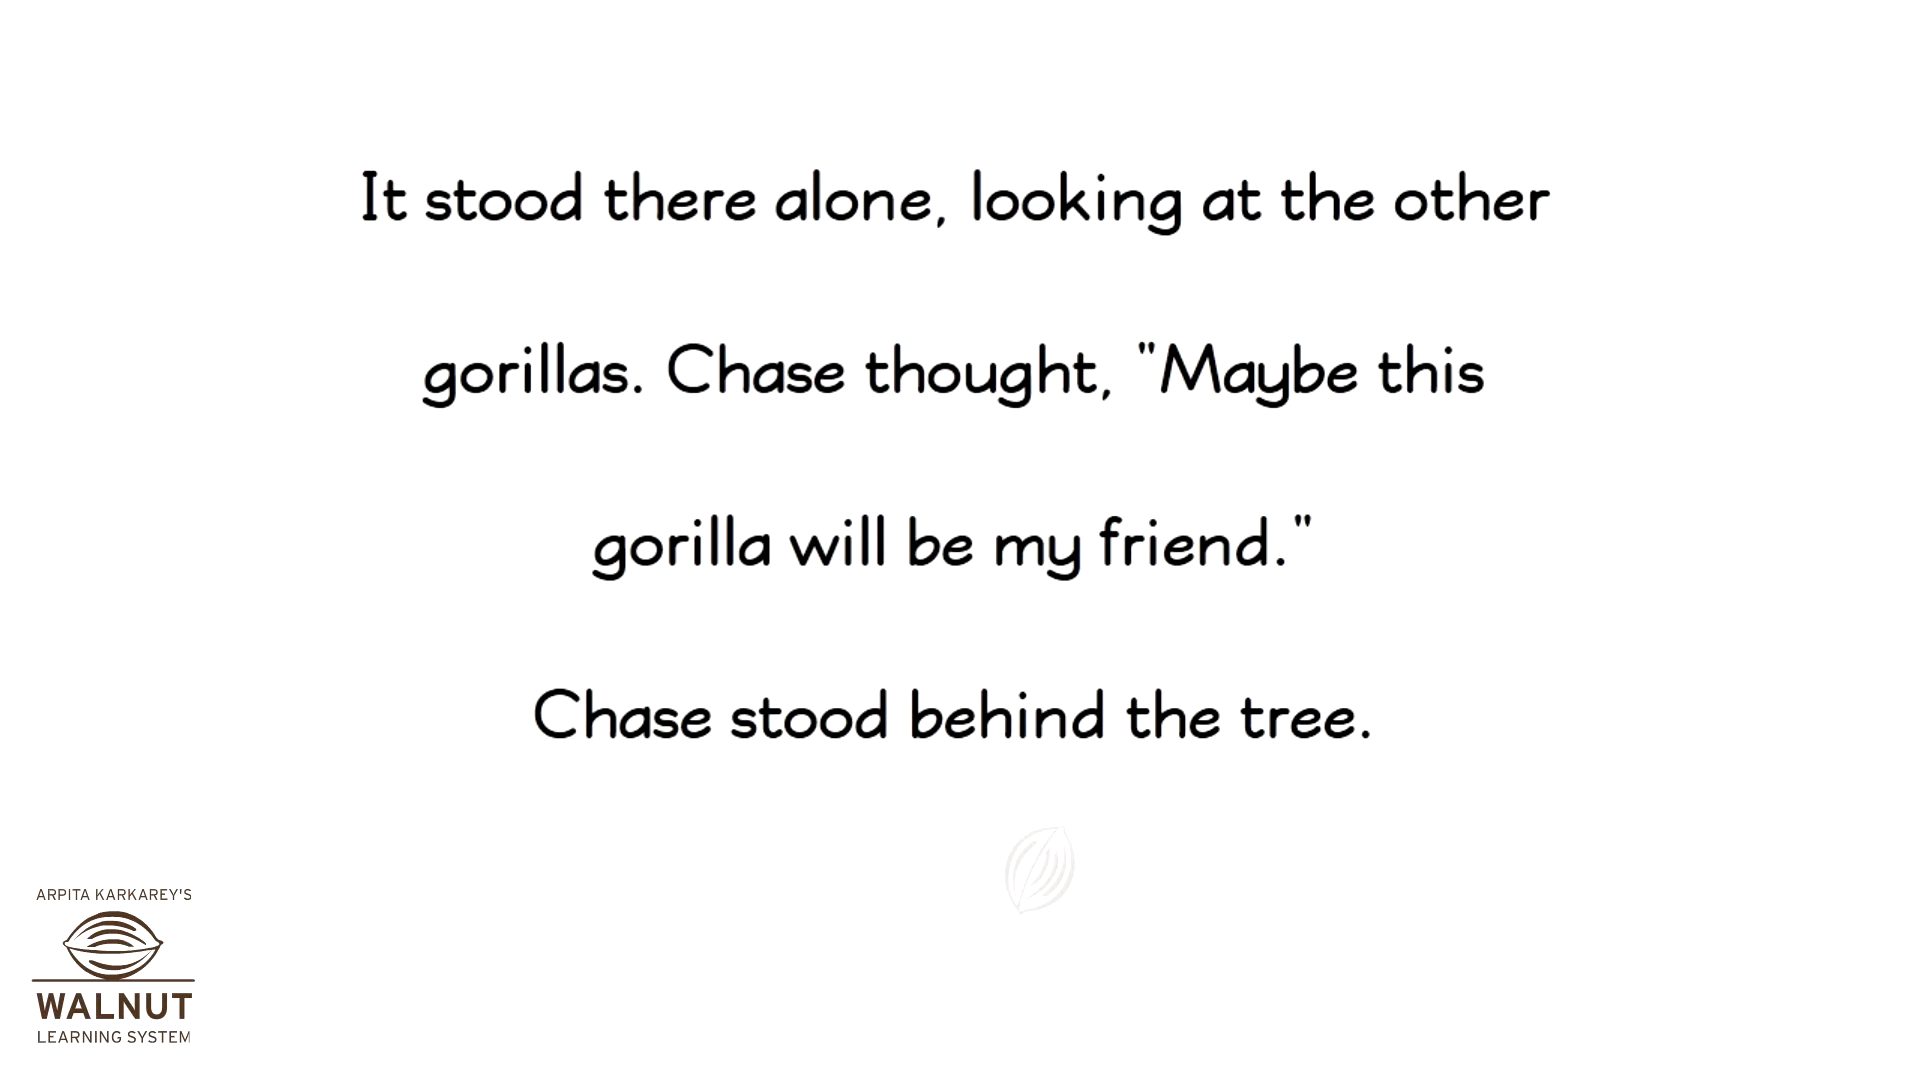 It stood there alone, looking at the other
gorillas. Chase thought, "Maybe this
gorilla will be my friend."
Chase stood behind the tree.
ARPITA KARKAREY'S
WALNUT
LEARNING SYSTEM